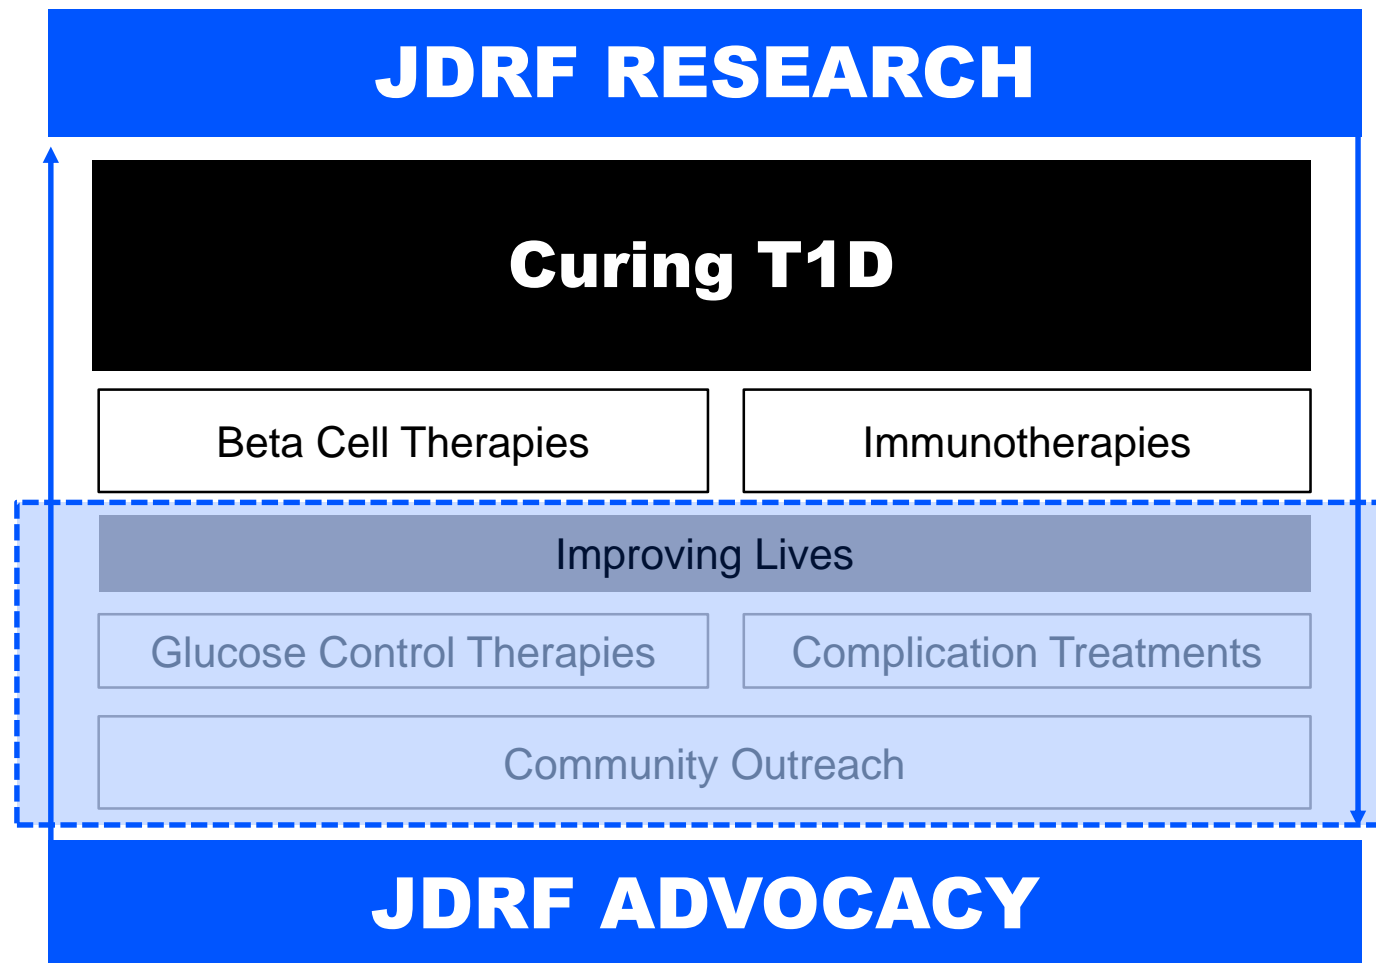 JDRF RESEARCH
Curing T1D
Beta Cell Therapies
Immunotherapies
Improving Lives
Glucose Control Therapies
Complication Treatments
Community Outreach
JDRF ADVOCACY